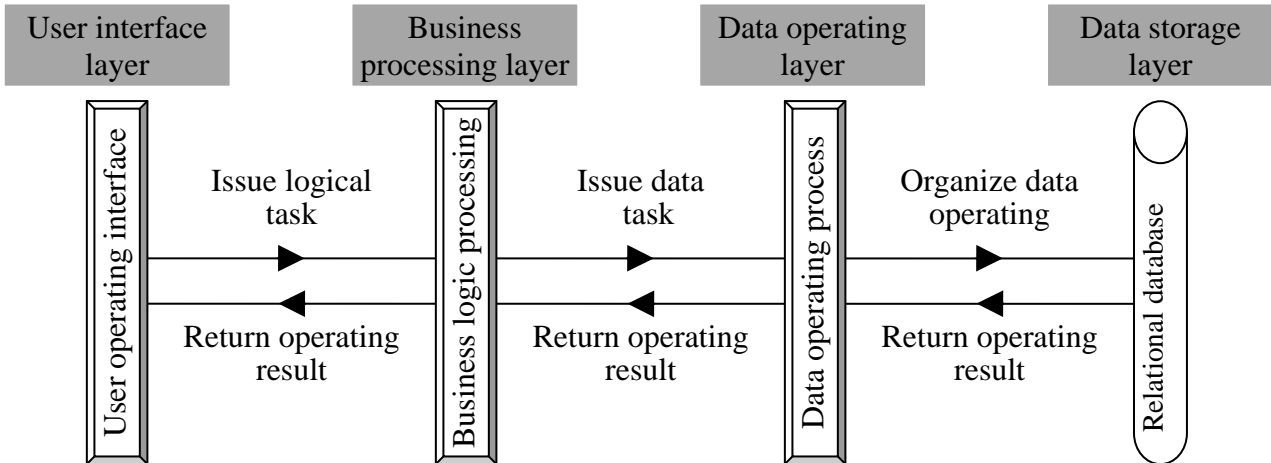 User interface
layer
Business
processing layer
Data operating
layer
Data storage
layer
User operating interface
Issue logical
task
Return operating
result
Business logic processing
Issue data
task
Return operating
result
Data operating process
Organize data
operating
Return operating
result
Relational database